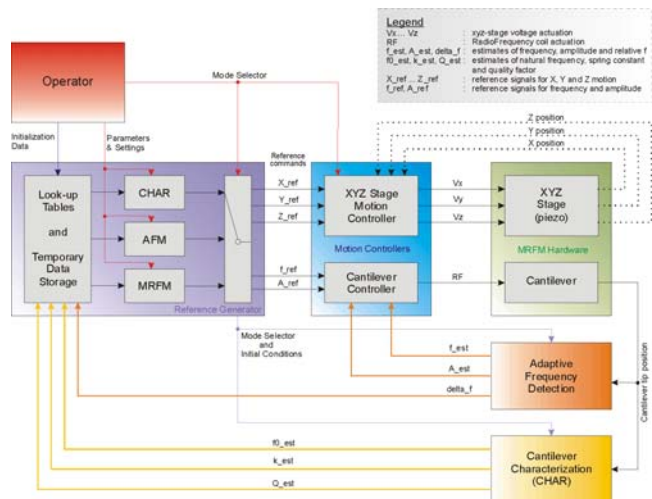 Legend
Vx ... Vz : xyz-stage voltage actuation
RF : RadioFrequency coil actuation
f_est, A_est, delta_f : estimates of frequency, amplitude and relative f
f0_est, k_est, Q_est : estimates of natural frequency, spring constant
and quality factor
X_ref ... Z_ref : reference signals for X, Y and Z motion
f_ref, A_ref : reference signals for frequency and amplitude
Operator
Mode Selector
Initialization
Data
Parameters
& Settings
Reference
commands
Z position
Y position
X position
Look-up
Tables
and
Temporary
Data
Storage
CHAR
AFM
MRFM
Reference Generator
X_ref
Y_ref
Z_ref
f_ref
A_ref
XYZ Stage
Motion
Controller
Motion Controllers
Cantilever
Controller
Vx
Vy
Vz
RF
XYZ
Stage
(piezo)
MRFM Hardware
Cantilever
Mode Selector
and
Initial Conditions
f_est
A_est
delta_f
Adaptive
Frequency
Detection
Cantilever tip position
f0_est
k_est
Q_est
Cantilever
Characterization
(CHAR)